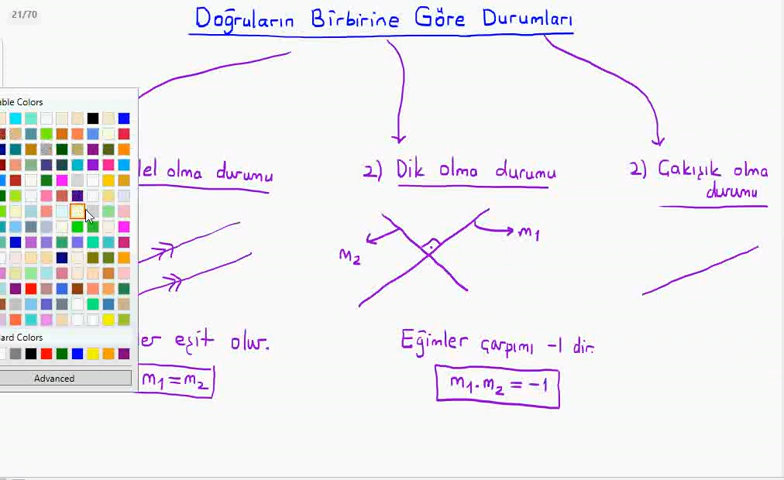 21/70
Doğruların Birbirine Göre Durumları
able Colors
lel olma durumu
2) Dik olma durumu
2) Çakışık olma
durumu
m₂
m₁
er eşit olur.
Eğimler çarpımı -1 dir.
ard Colors
Advanced
m₁=m₂
m₁.m₂=-1